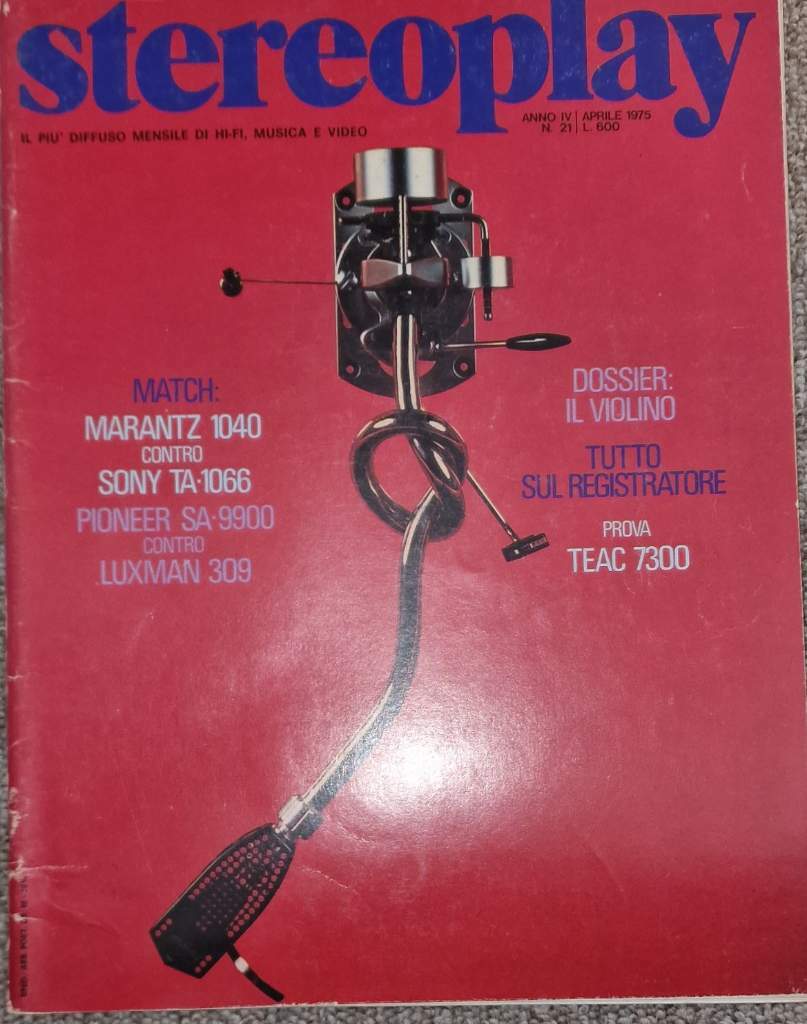 stereoplay
IL PIU' DIFFUSO MENSILE DI HI-FI, MUSICA E VIDEO
ANNO IV | APRILE 1975
N. 21 | L. 600
MATCH:
MARANTZ 1040
CONTRO
SONY TA·1066
PIONEER SA·9900
CONTRO
LUXMAN 309
DOSSIER:
IL VIOLINO
TUTTO
SUL REGISTRATORE
PROVA
TEAC 7300